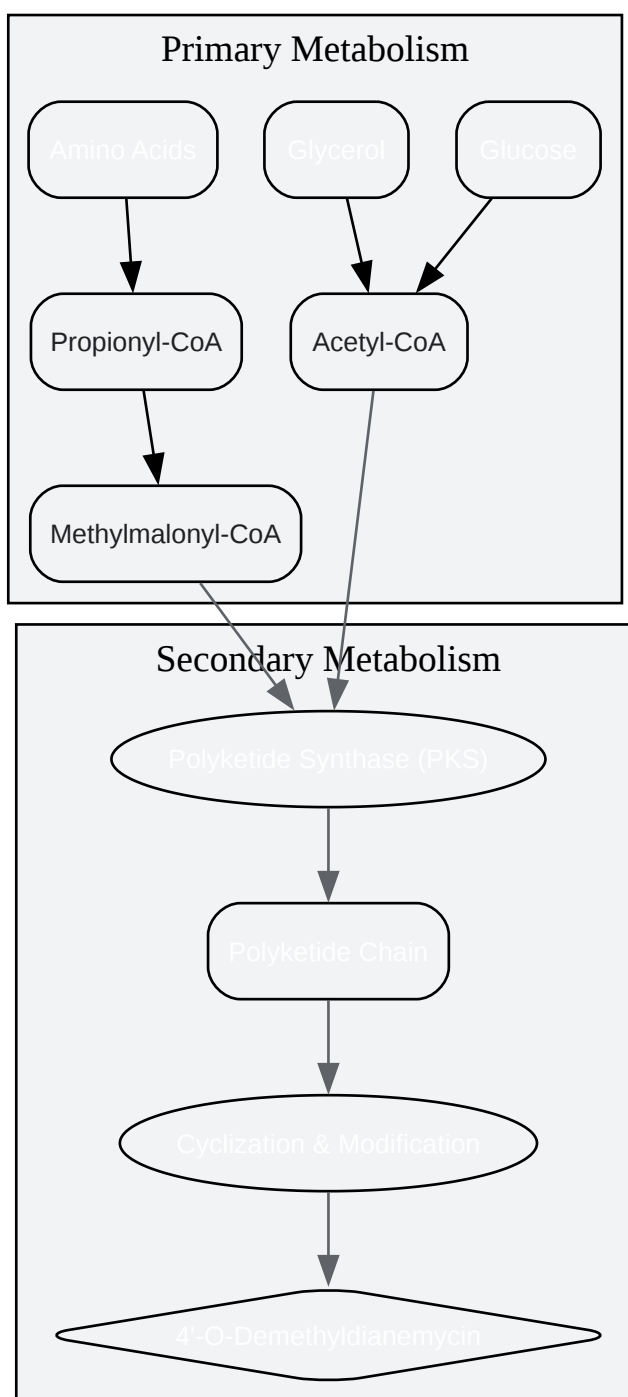 Primary Metabolism
Amino Acids
Glycerol
Glucose
Propionyl-CoA
Acetyl-CoA
Methylmalonyl-CoA
Secondary Metabolism
Polyketide Synthase (PKS)
Polyketide Chain
Cyclization & Modification
4'-O-Demethyldianemycin